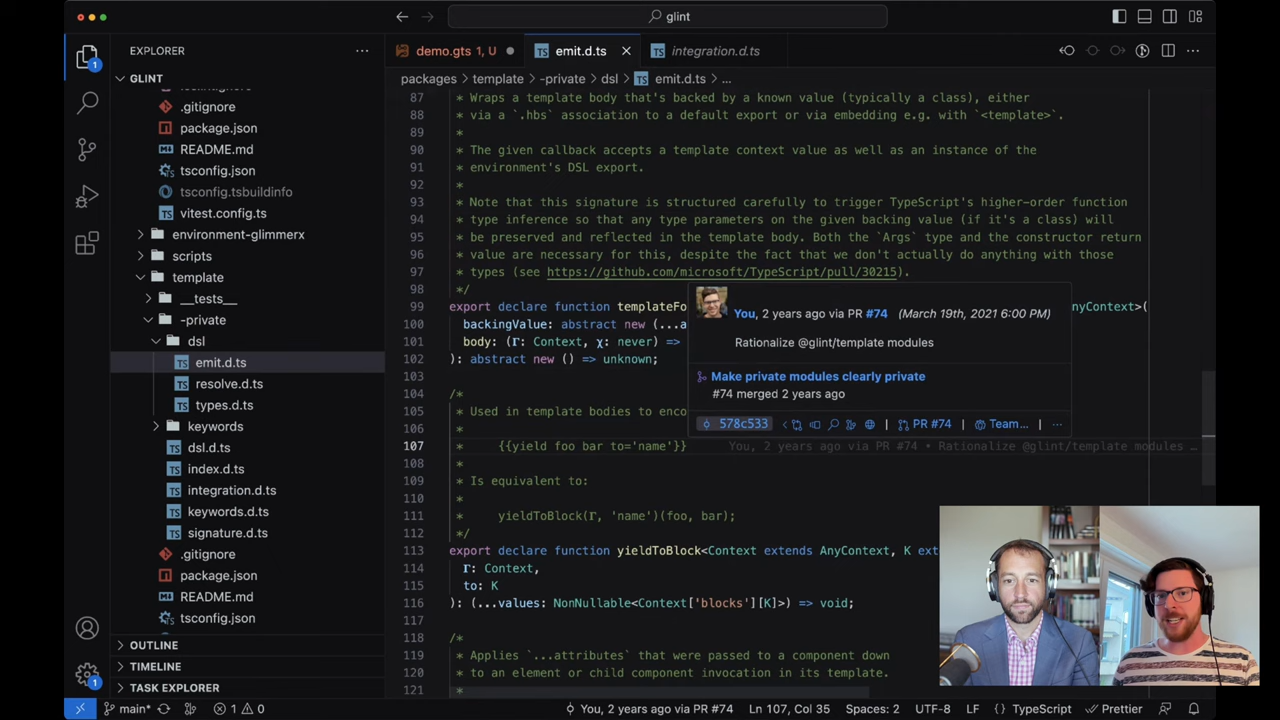 glint
EXPLORER
demo.gts 1, U
emit.d.ts
integration.d.ts
GLINT
packages
template
-private
dsl
emit.d.ts
...
.gitignore
package.json
README.md
tsconfig.json
tsconfig.tsbuildinfo
vitest.config.ts
environment-glimmerx
scripts
template
__tests__
-private
dsl
emit.d.ts
resolve.d.ts
types.d.ts
keywords
dsl.d.ts
index.d.ts
integration.d.ts
keywords.d.ts
signature.d.ts
.gitignore
package.json
README.md
tsconfig.json
OUTLINE
TIMELINE
TASK EXPLORER
87 * Wraps a template body that's backed by a known value (typically a class), either
88 * via a `.hbs` association to a default export or via embedding e.g. with `<template>`.
89 *
90 * The given callback accepts a template context value as well as an instance of the
91 * environment's DSL export.
92 *
93 * Note that this signature is structured carefully to trigger TypeScript's higher-order function
94 * type inference so that any type parameters on the given backing value (if it's a class) will
95 * be preserved and reflected in the template body. Both the `Args` type and the constructor return
96 * value are necessary for this, despite the fact that we don't actually do anything with those
97 * types (see https://github.com/microsoft/TypeScript/pull/30215).
98 */
99 export declare function templateFo
nyContext>(
100 backingValue: abstract new (...a
101 body: (𝚪: Context, χ: never) =>
102 ): abstract new () => unknown;
103
104 /*
105 * Used in template bodies to enco
106 *
107 * {{yield foo bar to='name'}} You, 2 years ago via PR #74 • Rationalize @glint/template modules …
108 *
109 * Is equivalent to:
110 *
111 * yieldToBlock(𝚪, 'name')(foo, bar);
112 */
113 export declare function yieldToBlock<Context extends AnyContext, K ext
114 𝚪: Context,
115 to: K
116 ): (...values: NonNullable<Context['blocks'][K]>) => void;
117
118 /*
119 * Applies `...attributes` that were passed to a component down
120 * to an element or child component invocation in its template.
121 *
You, 2 years ago via PR #74 (March 19th, 2021 6:00 PM)
Rationalize @glint/template modules
Make private modules clearly private
#74 merged 2 years ago
578c533
PR #74 | Team... | ...
1
1
main*
1
0
You, 2 years ago via PR #74
Ln 107, Col 35
Spaces: 2
UTF-8
LF
TypeScript
Prettier